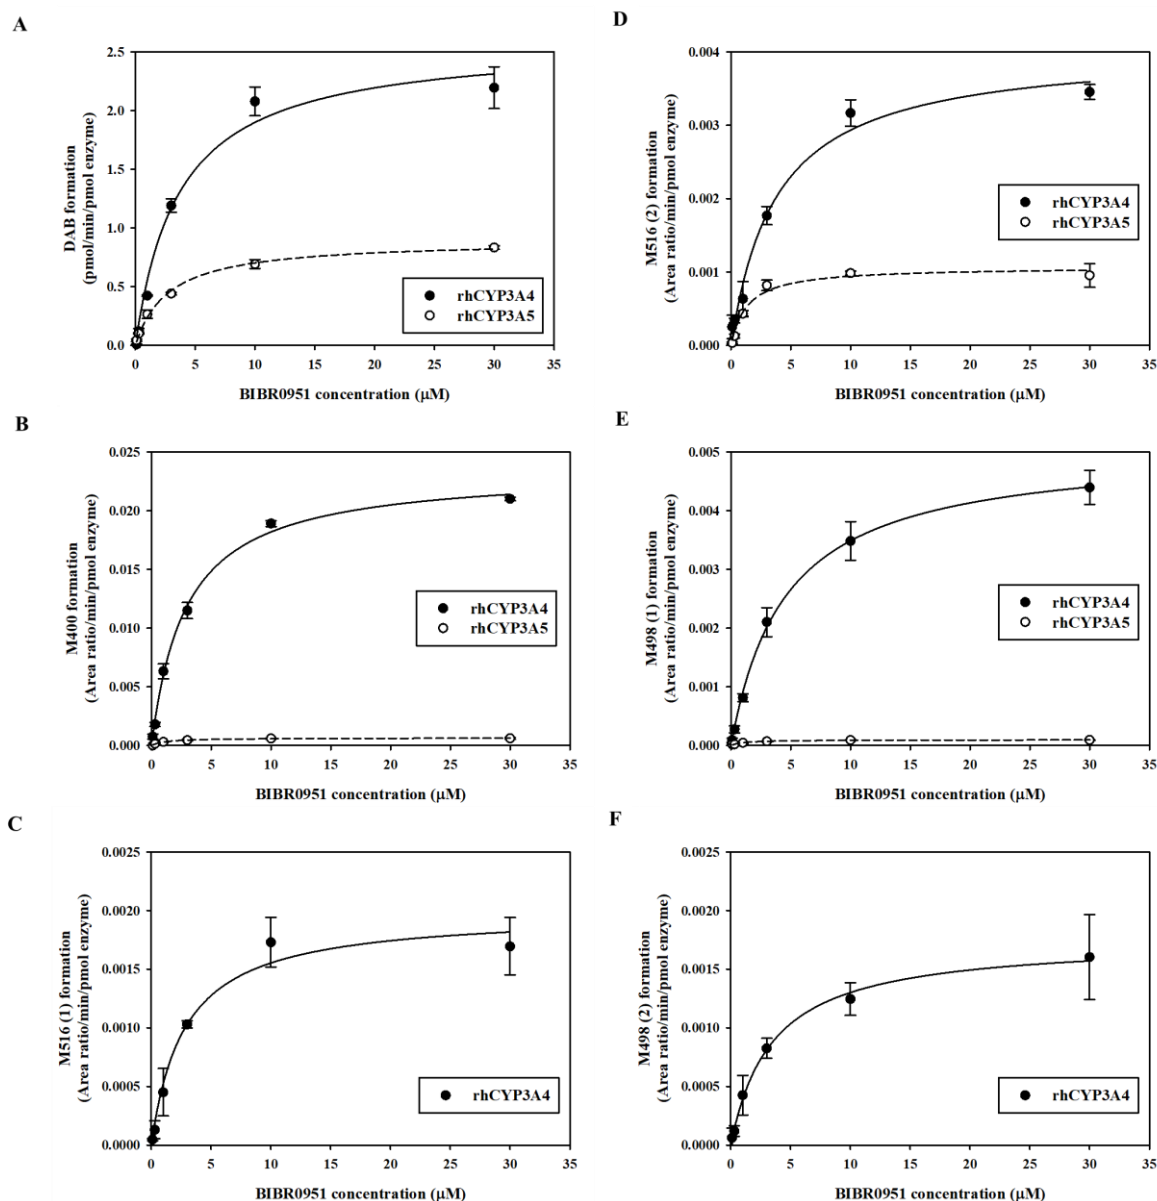 A
DAB formation
(pmol/min/pmol enzyme)
2.5
2.0
1.5
1.0
0.5
0.0
rhCYP3A4
rhCYP3A5
0 5 10 15 20 25 30 35
BIBR0951 concentration (μM)
B
M400 formation
(Area ratio/min/pmol enzyme)
0.025
0.020
0.015
0.010
0.005
0.000
rhCYP3A4
rhCYP3A5
0 5 10 15 20 25 30 35
BIBR0951 concentration (μM)
C
M516 (1) formation
(Area ratio/min/pmol enzyme)
0.0025
0.0020
0.0015
0.0010
0.0005
0.0000
rhCYP3A4
0 5 10 15 20 25 30 35
BIBR0951 concentration (μM)
D
M516 (2) formation
(Area ratio/min/pmol enzyme)
0.004
0.003
0.002
0.001
0.000
rhCYP3A4
rhCYP3A5
0 5 10 15 20 25 30 35
BIBR0951 concentration (μM)
E
M498 (1) formation
(Area ratio/min/pmol enzyme)
0.005
0.004
0.003
0.002
0.001
0.000
rhCYP3A4
rhCYP3A5
0 5 10 15 20 25 30 35
BIBR0951 concentration (μM)
F
M498 (2) formation
(Area ratio/min/pmol enzyme)
0.0025
0.0020
0.0015
0.0010
0.0005
0.0000
rhCYP3A4
0 5 10 15 20 25 30 35
BIBR0951 concentration (μM)